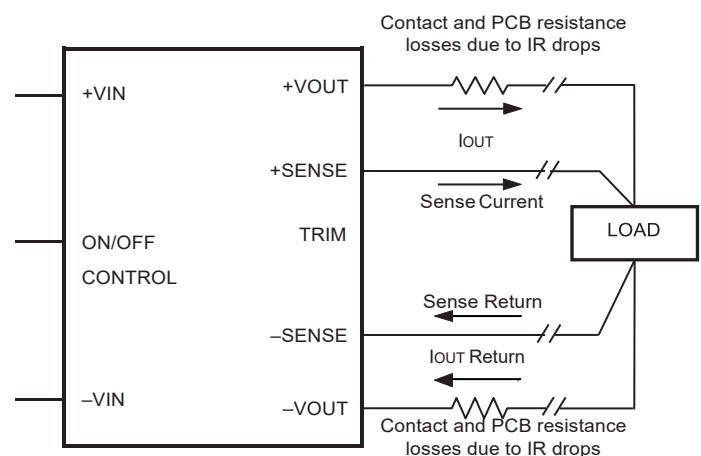 Contact and PCB resistance
losses due to IR drops
+VIN
+VOUT
IOUT
+SENSE
Sense Current
ON/OFF
CONTROL
TRIM
LOAD
Sense Return
–SENSE
IOUT Return
–VIN
–VOUT
Contact and PCB resistance
losses due to IR drops